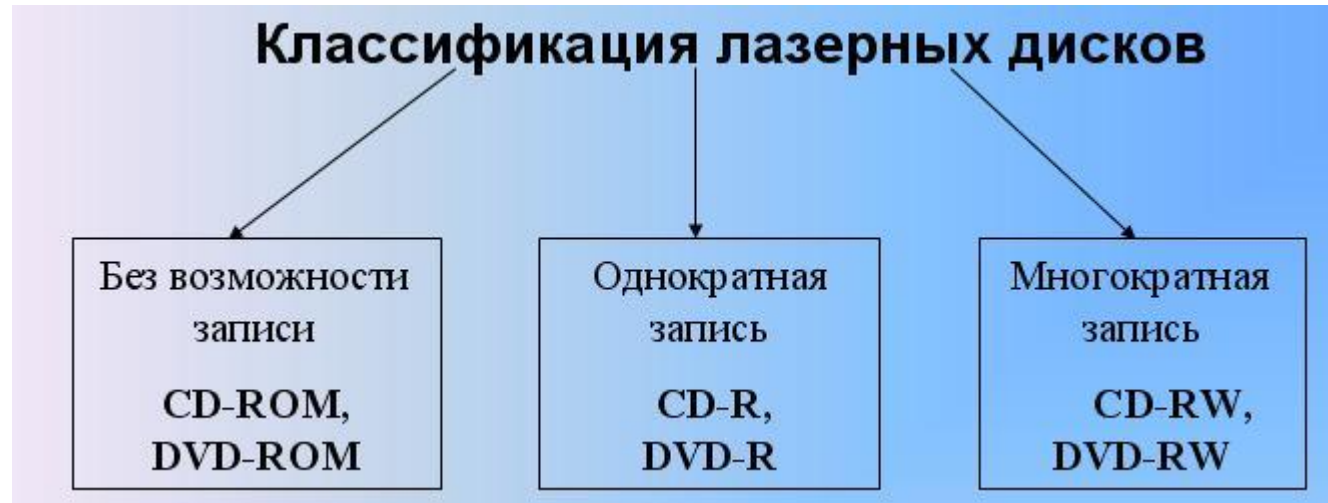 Классификация лазерных дисков
Без возможности
записи
CD-ROM,
DVD-ROM
Однократная
запись
CD-R,
DVD-R
Многократная
запись
CD-RW,
DVD-RW